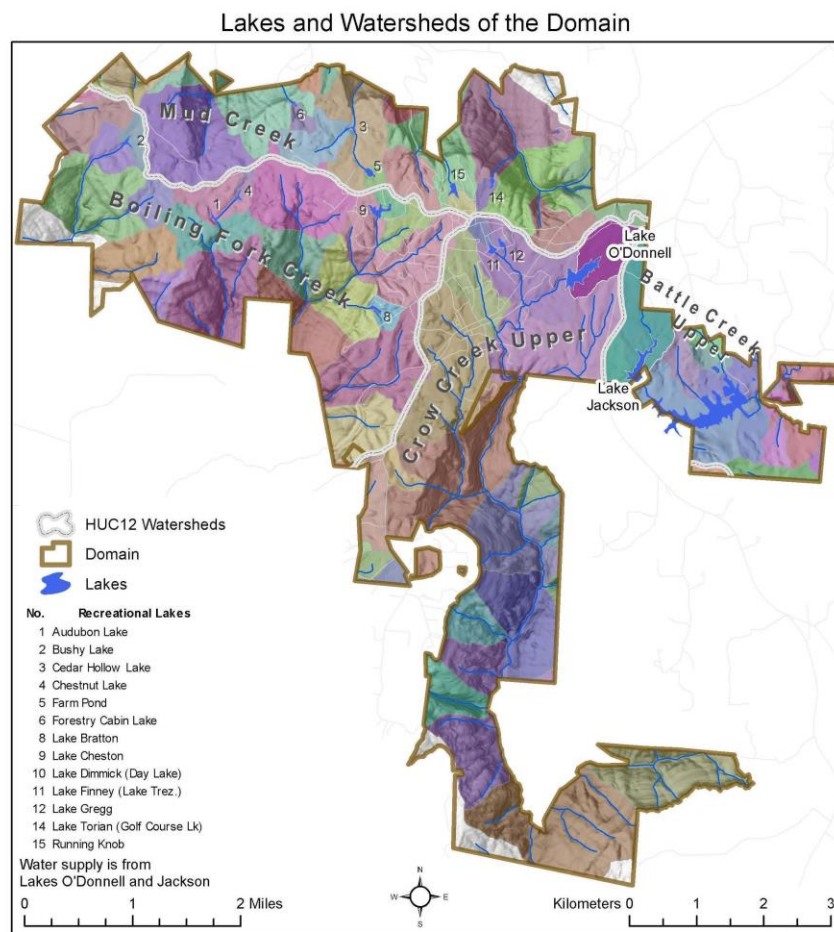 Lakes and Watersheds of the Domain
Mud Creek
6
3
2
5
15
14
4
1
9
Boiling Fork Creek
12
11
8
Lake
O'Donnell
Battle Creek
Upper
Crow Creek Upper
Lake
Jackson
HUC12 Watersheds
Domain
Lakes
No. Recreational Lakes
1 Audubon Lake
2 Bushy Lake
3 Cedar Hollow Lake
4 Chestnut Lake
5 Farm Pond
6 Forestry Cabin Lake
8 Lake Bratton
9 Lake Cheston
10 Lake Dimmick (Day Lake)
11 Lake Finney (Lake Trez.)
12 Lake Gregg
14 Lake Torian (Golf Course Lk)
15 Running Knob
Water supply is from
Lakes O'Donnell and Jackson
N
W E
S
0 1 2 Miles
Kilometers 0 1 2 3